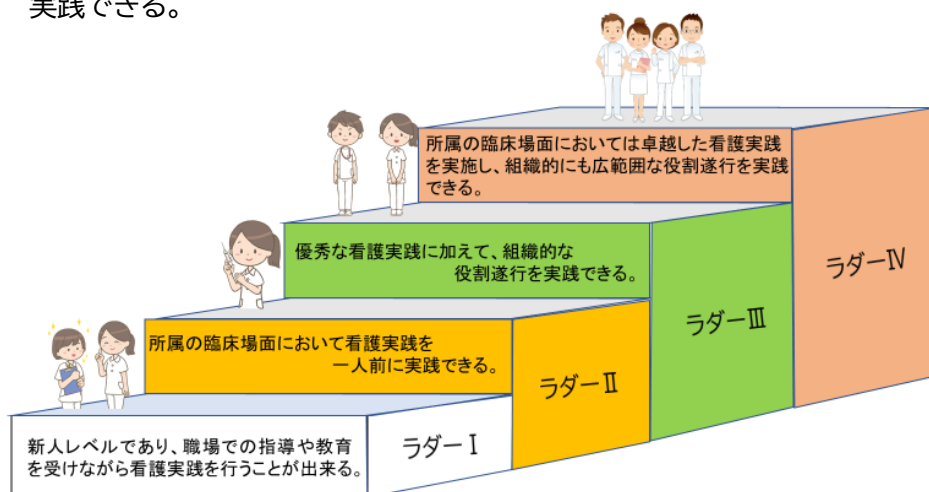 実践できる。
所属の臨床場面においては卓越した看護実践
を実施し、組織的にも広範囲な役割遂行を実践
できる。
ラダーⅣ
優秀な看護実践に加えて、組織的な
役割遂行を実践できる。
ラダーⅢ
所属の臨床場面において看護実践を
一人前に実践できる。
ラダーⅡ
新人レベルであり、職場での指導や教育
を受けながら看護実践を行うことが出来る。
ラダーⅠ